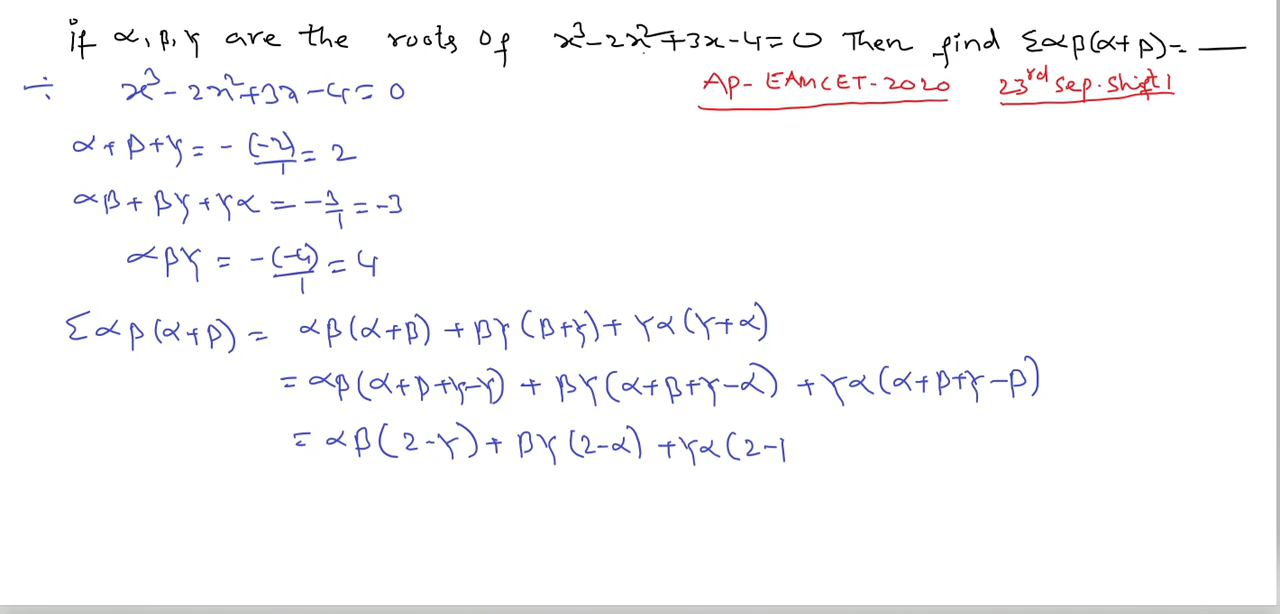 if α, β, γ are the roots of x³-2x²+3x-4=0 Then find Σαβ(α+β)= __
AP- EAMCET-2020 23rd Sep. Shift 1
÷ x³-2x²+3x-4=0
α+β+γ = -(-2)/1 = 2
αβ+βγ+γα = -3/1 = -3
αβγ = -(-4)/1 = 4
Σαβ(α+β) = αβ(α+β)+βγ(β+γ)+γα(γ+α)
= αβ(α+β+γ-γ) + βγ(α+β+γ-α) + γα(α+β+γ-β)
= αβ(2-γ)+ βγ(2-α) +γα(2-